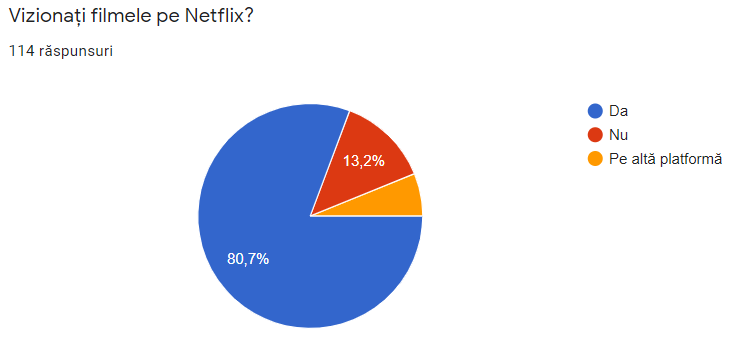 Vizionați filmele pe Netflix?
114 răspunsuri
Da
Nu
Pe altă platformă
13,2%
80,7%